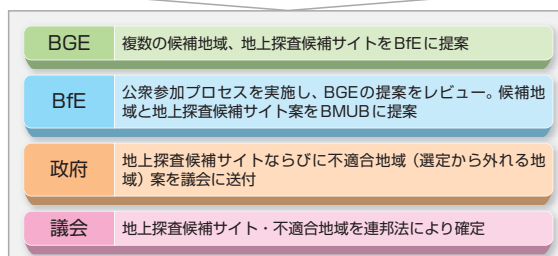 BGE 複数の候補地域、地上探査候補サイトをBfEに提案
BfE 公衆参加プロセスを実施し、BGEの提案をレビュー。候補地
域と地上探査候補サイト案をBMUBに提案
政府 地上探査候補サイトならびに不適合地域（選定から外れる地
域）案を議会に送付
議会 地上探査候補サイト・不適合地域を連邦法により確定